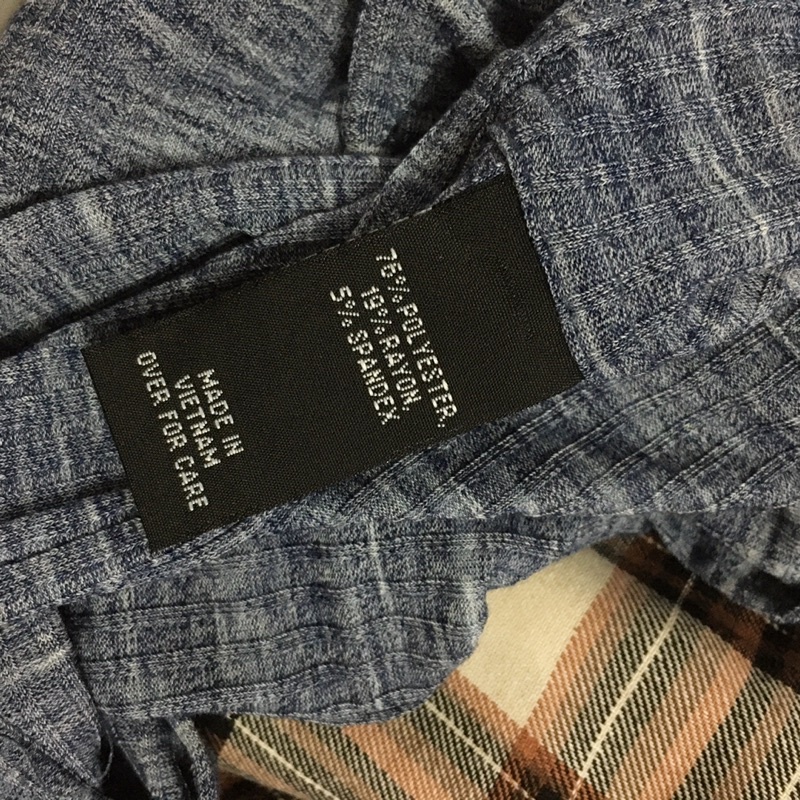 76% POLYESTER,
19% RAYON,
5% SPANDEX
MADE IN
VIETNAM
OVER FOR CARE